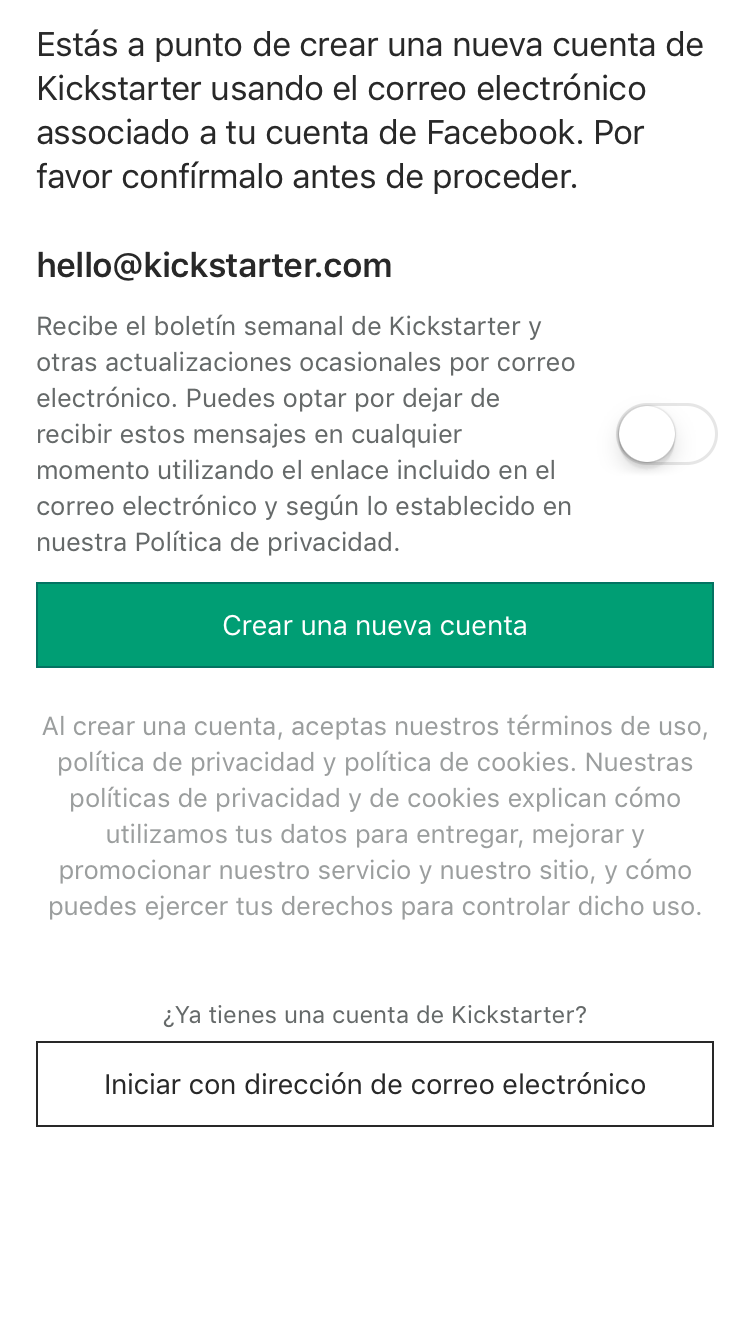 Estás a punto de crear una nueva cuenta de
Kickstarter usando el correo electrónico
associado a tu cuenta de Facebook. Por
favor confírmalo antes de proceder.
hello@kickstarter.com
Recibe el boletín semanal de Kickstarter y
otras actualizaciones ocasionales por correo
electrónico. Puedes optar por dejar de
recibir estos mensajes en cualquier
momento utilizando el enlace incluido en el
correo electrónico y según lo establecido en
nuestra Política de privacidad.
Crear una nueva cuenta
Al crear una cuenta, aceptas nuestros términos de uso,
política de privacidad y política de cookies. Nuestras
políticas de privacidad y de cookies explican cómo
utilizamos tus datos para entregar, mejorar y
promocionar nuestro servicio y nuestro sitio, y cómo
puedes ejercer tus derechos para controlar dicho uso.
¿Ya tienes una cuenta de Kickstarter?
Iniciar con dirección de correo electrónico